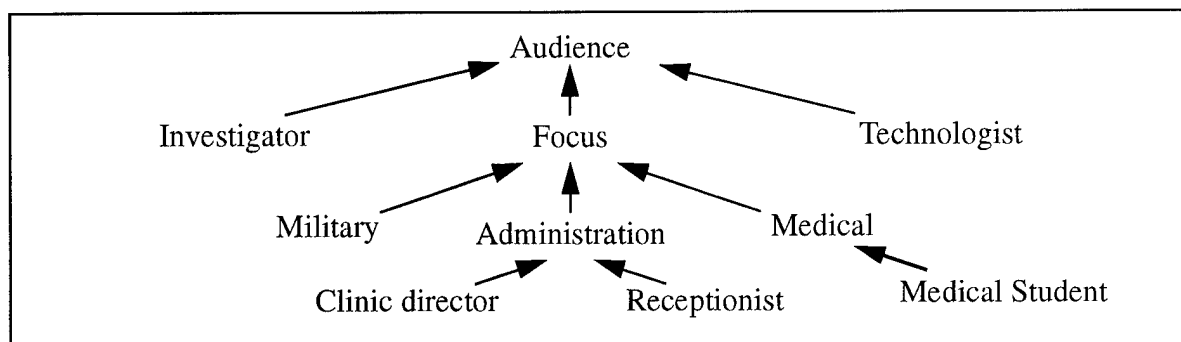 Audience
Investigator Focus Technologist
Military Administration Medical
Clinic director Receptionist Medical Student